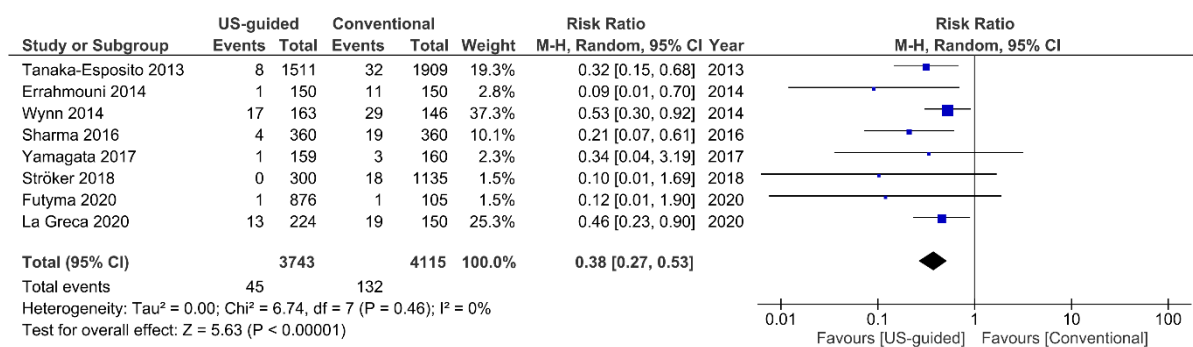 US-guided Conventional Risk Ratio Risk Ratio
Study or Subgroup Events Total Events Total Weight M-H, Random, 95% CI Year M-H, Random, 95% CI
Tanaka-Esposito 2013 8 1511 32 1909 19.3% 0.32 [0.15, 0.68] 2013
Errahmouni 2014 1 150 11 150 2.8% 0.09 [0.01, 0.70] 2014
Wynn 2014 17 163 29 146 37.3% 0.53 [0.30, 0.92] 2014
Sharma 2016 4 360 19 360 10.1% 0.21 [0.07, 0.61] 2016
Yamagata 2017 1 159 3 160 2.3% 0.34 [0.04, 3.19] 2017
Ströker 2018 0 300 18 1135 1.5% 0.10 [0.01, 1.69] 2018
Futyma 2020 1 876 1 105 1.5% 0.12 [0.01, 1.90] 2020
La Greca 2020 13 224 19 150 25.3% 0.46 [0.23, 0.90] 2020
Total (95% CI) 3743 4115 100.0% 0.38 [0.27, 0.53]
Total events 45 132
Heterogeneity: Tau² = 0.00; Chi² = 6.74, df = 7 (P = 0.46); I² = 0%
Test for overall effect: Z = 5.63 (P < 0.00001)
0.01 0.1 1 10 100
Favours [US-guided] Favours [Conventional]